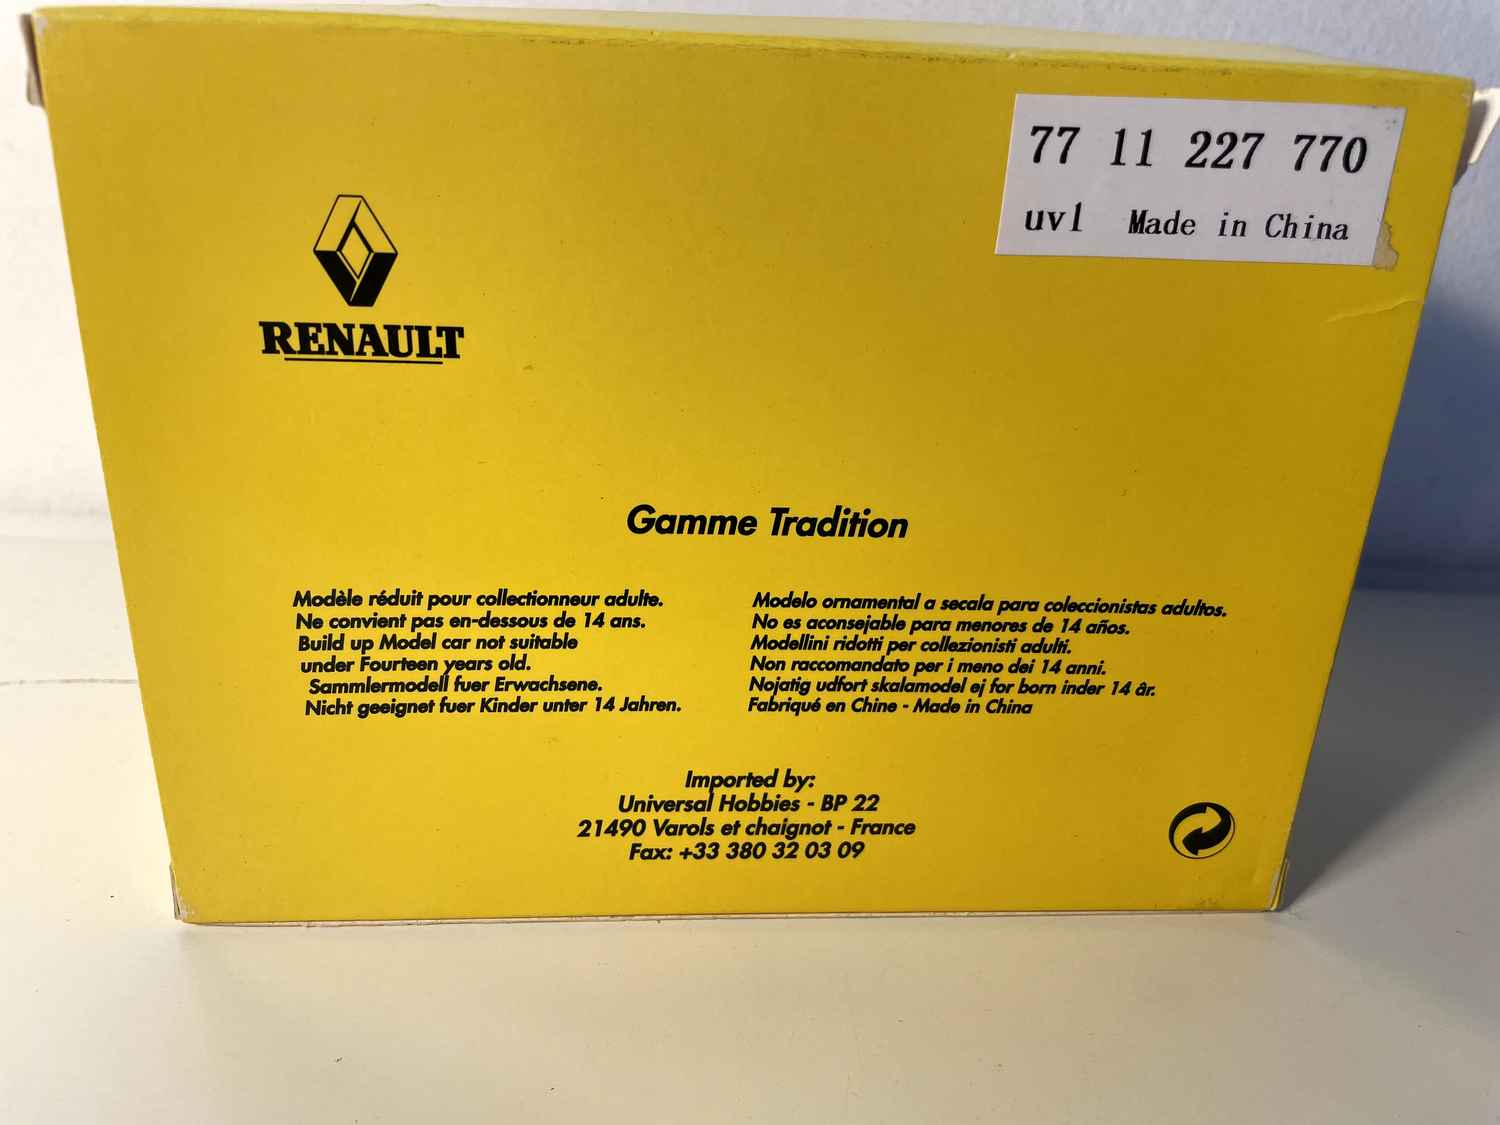 77 11 227 770
uvl Made in China
RENAULT
Gamme Tradition
Modèle réduit pour collectionneur adulte.
Ne convient pas en-dessous de 14 ans.
Build up Model car not suitable
under Fourteen years old.
Sammlermodell fuer Erwachsene.
Nicht geeignet fuer Kinder unter 14 Jahren.
Modelo ornamental a secala para coleccionistas adultos.
No es aconsejable para menores de 14 años.
Modellini ridotti per collezionisti adulti.
Non raccomandato per i meno dei 14 anni.
Nojatig udfort skalamodel ej for born inder 14 år.
Fabriqué en Chine - Made in China
Imported by:
Universal Hobbies - BP 22
21490 Varols et chaignot - France
Fax: +33 380 32 03 09